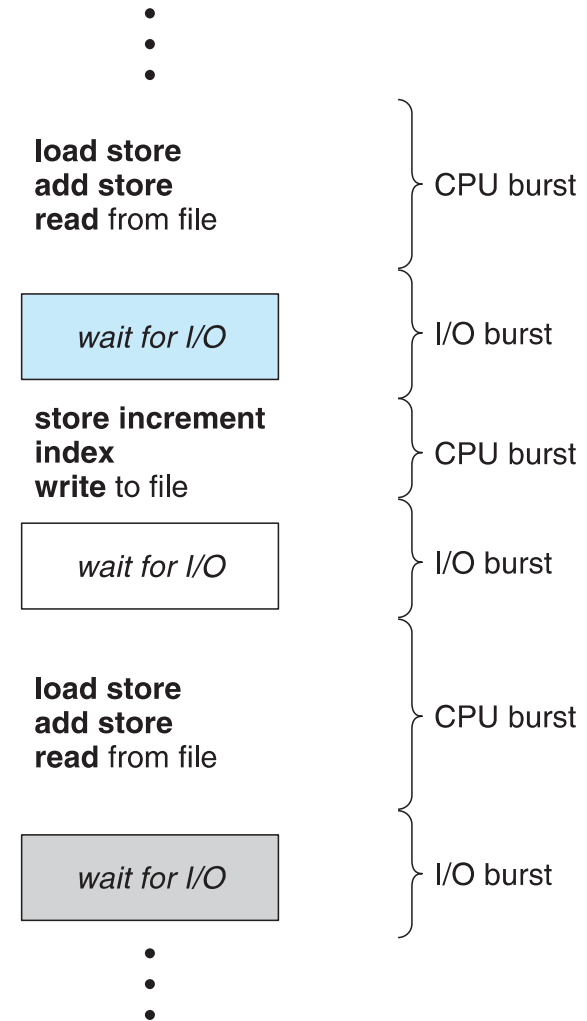 load store
add store
read from file
CPU burst
wait for I/O
I/O burst
store increment
index
write to file
CPU burst
wait for I/O
I/O burst
load store
add store
read from file
CPU burst
wait for I/O
I/O burst